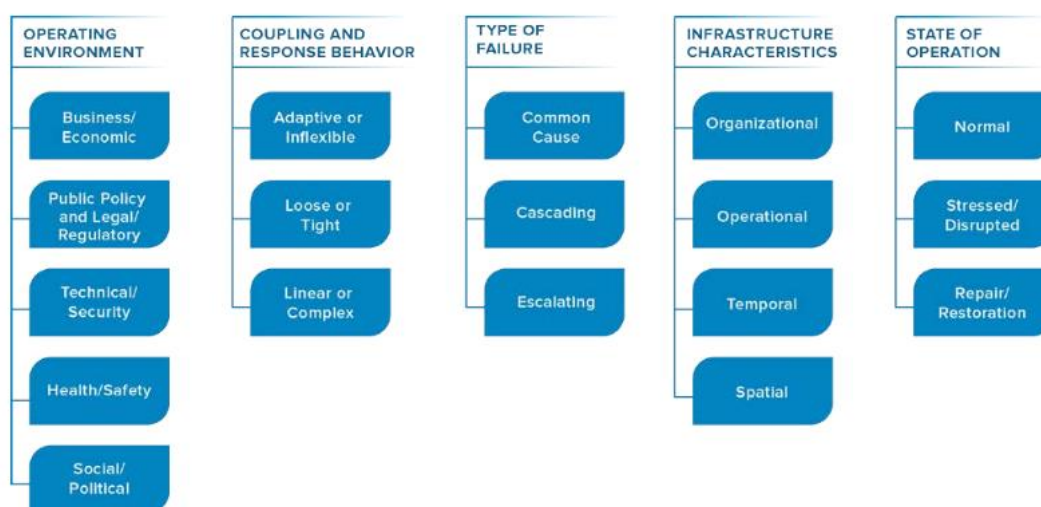 OPERATING
ENVIRONMENT
Business/
Economic
Public Policy
and Legal/
Regulatory
Technical/
Security
Health/Safety
Social/
Political
COUPLING AND
RESPONSE BEHAVIOR
Adaptive or
Inflexible
Loose or
Tight
Linear or
Complex
TYPE OF
FAILURE
Common
Cause
Cascading
Escalating
INFRASTRUCTURE
CHARACTERISTICS
Organizational
Operational
Temporal
Spatial
STATE OF
OPERATION
Normal
Stressed/
Disrupted
Repair/
Restoration